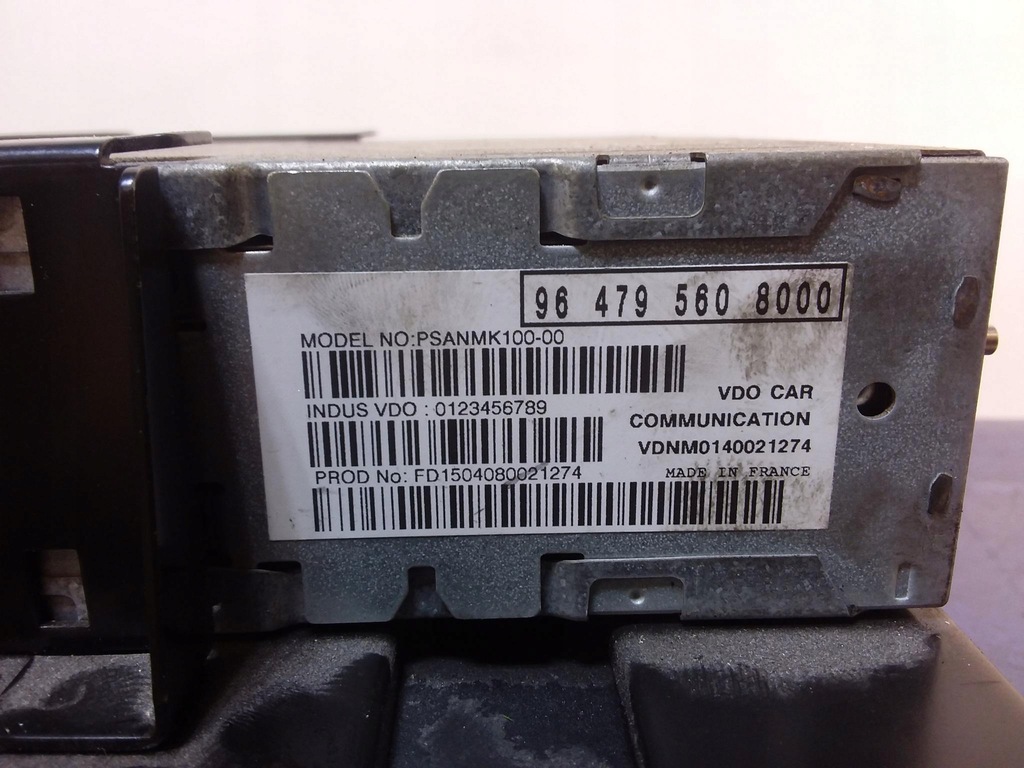 96 479 560 8000
MODEL NO:PSANMK100-00
INDUS VDO : 0123456789
VDO CAR
COMMUNICATION
VDNM0140021274
PROD No: FD1504080021274
MADE IN FRANCE